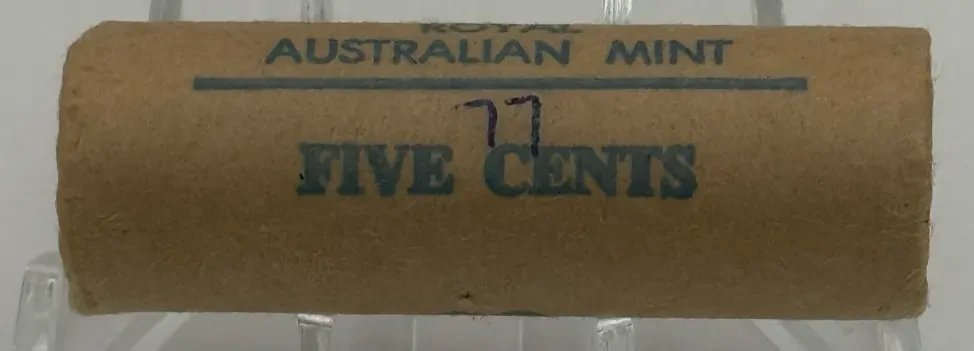 ROYAL
AUSTRALIAN MINT
77
FIVE CENTS